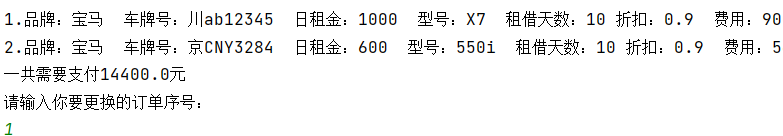 1.品牌：宝马  车牌号：川ab12345  日租金：1000  型号：X7  租借天数：10 折扣：0.9  费用：90
2.品牌：宝马  车牌号：京CNY3284  日租金：600  型号：550i  租借天数：10 折扣：0.9  费用：5
一共需要支付14400.0元
请输入你要更换的订单序号：
1